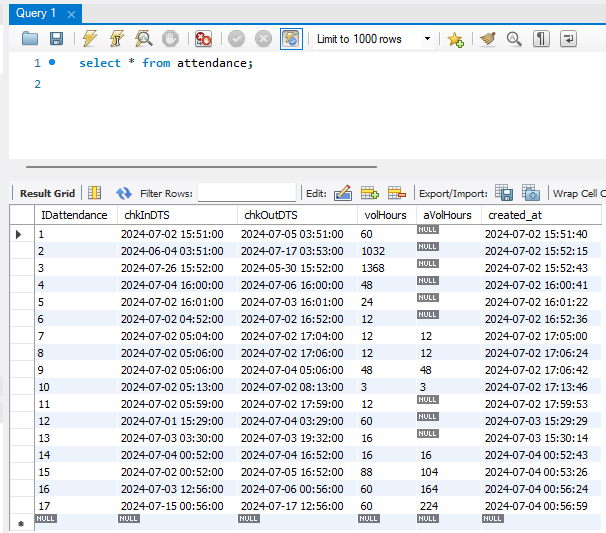 Query 1
Limit to 1000 rows
1 select * from attendance;
2
Result Grid Filter Rows: Edit: Export/Import: Wrap Cell C
IDattendance chkInDTS chkOutDTS volHours aVolHours created_at
1 2024-07-02 15:51:00 2024-07-05 03:51:00 60 NULL 2024-07-02 15:51:40
2 2024-06-04 03:51:00 2024-07-17 03:53:00 1032 NULL 2024-07-02 15:52:15
3 2024-07-26 15:52:00 2024-05-30 15:52:00 1368 NULL 2024-07-02 15:52:43
4 2024-07-04 16:00:00 2024-07-06 16:00:00 48 NULL 2024-07-02 16:00:41
5 2024-07-02 16:01:00 2024-07-03 16:01:00 24 NULL 2024-07-02 16:01:22
6 2024-07-02 04:52:00 2024-07-02 16:52:00 12 NULL 2024-07-02 16:52:36
7 2024-07-02 05:04:00 2024-07-02 17:04:00 12 12 2024-07-02 17:05:00
8 2024-07-02 05:06:00 2024-07-02 17:06:00 12 12 2024-07-02 17:06:24
9 2024-07-02 05:06:00 2024-07-04 05:06:00 48 48 2024-07-02 17:06:42
10 2024-07-02 05:13:00 2024-07-02 08:13:00 3 3 2024-07-02 17:13:46
11 2024-07-02 05:59:00 2024-07-02 17:59:00 12 NULL 2024-07-02 17:59:53
12 2024-07-01 15:29:00 2024-07-04 03:29:00 60 NULL 2024-07-03 15:29:29
13 2024-07-03 03:30:00 2024-07-03 19:32:00 16 NULL 2024-07-03 15:30:14
14 2024-07-04 00:52:00 2024-07-04 16:52:00 16 16 2024-07-04 00:52:43
15 2024-07-02 00:52:00 2024-07-05 16:52:00 88 104 2024-07-04 00:53:26
16 2024-07-03 12:56:00 2024-07-06 00:56:00 60 164 2024-07-04 00:56:24
17 2024-07-15 00:56:00 2024-07-17 12:56:00 60 224 2024-07-04 00:56:59
NULL NULL NULL NULL NULL NULL